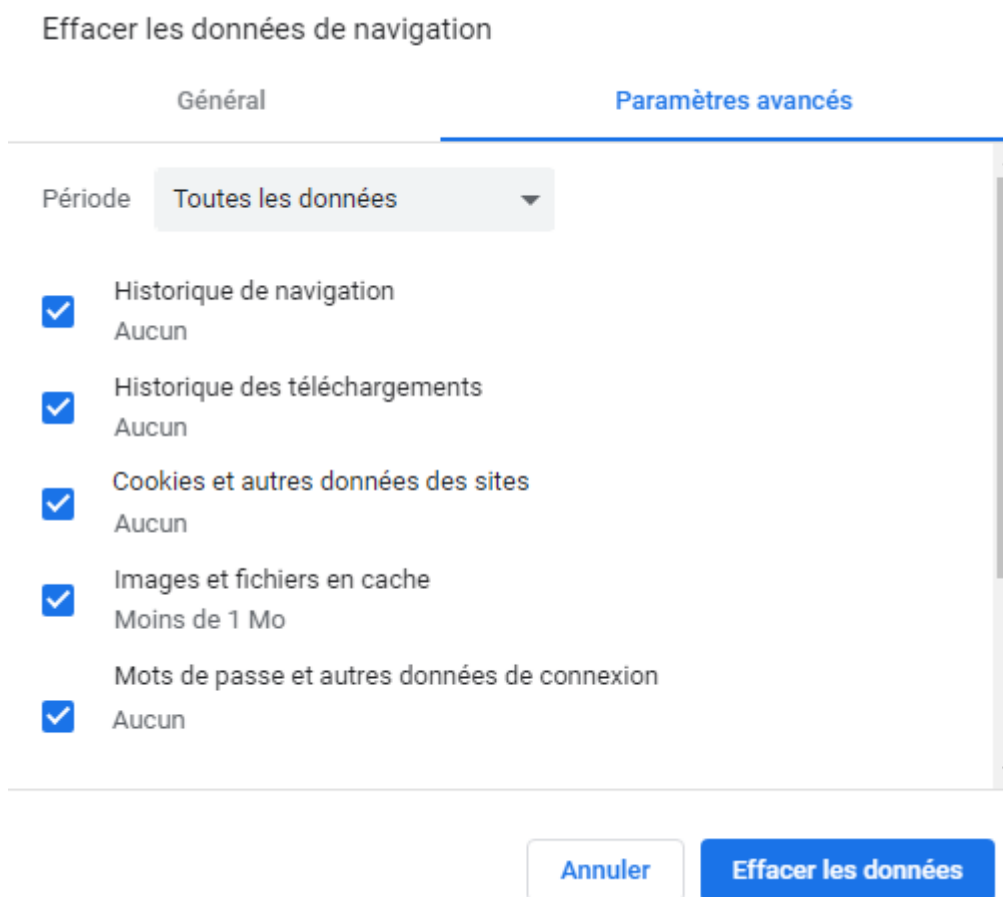 Effacer les données de navigation
Général
Paramètres avancés
Période
Toutes les données
Historique de navigation
Aucun
Historique des téléchargements
Aucun
Cookies et autres données des sites
Aucun
Images et fichiers en cache
Moins de 1 Mo
Mots de passe et autres données de connexion
Aucun
Annuler
Effacer les données